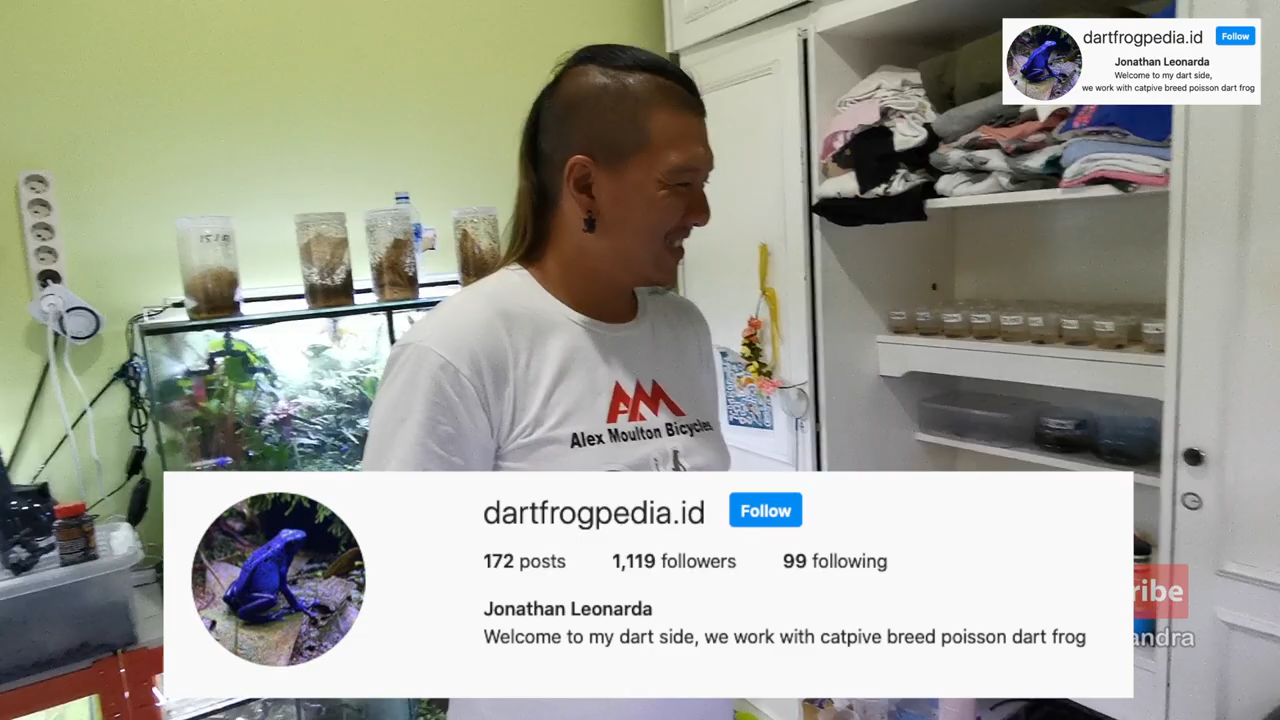 dartfrogpedia.id Follow
Jonathan Leonarda
Welcome to my dart side,
we work with catpive breed poisson dart frog
AM
Alex Moulton Bicycles
dartfrogpedia.id Follow
172 posts 1,119 followers 99 following
Jonathan Leonarda
Welcome to my dart side, we work with catpive breed poisson dart frog
ribe
andra